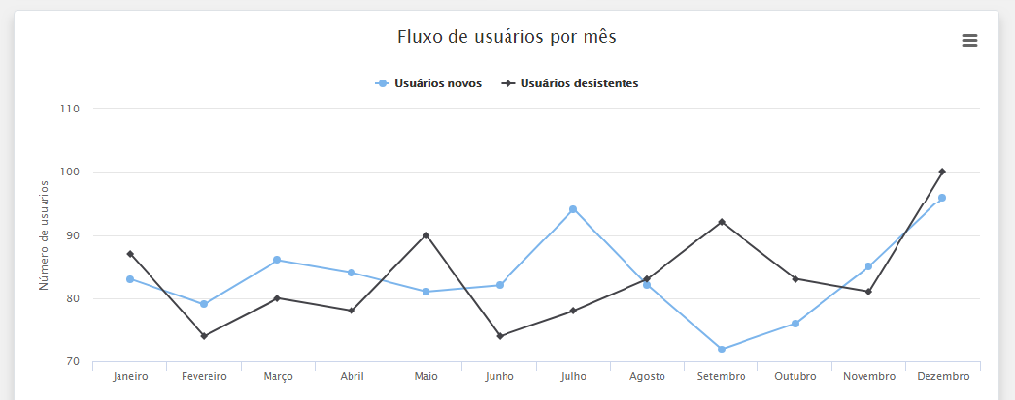 Fluxo de usuários por mês
Usuários novos Usuários desistentes
Número de usuários
110
100
90
80
70
Janeiro Fevereiro Março Abril Maio Junho Julho Agosto Setembro Outubro Novembro Dezembro